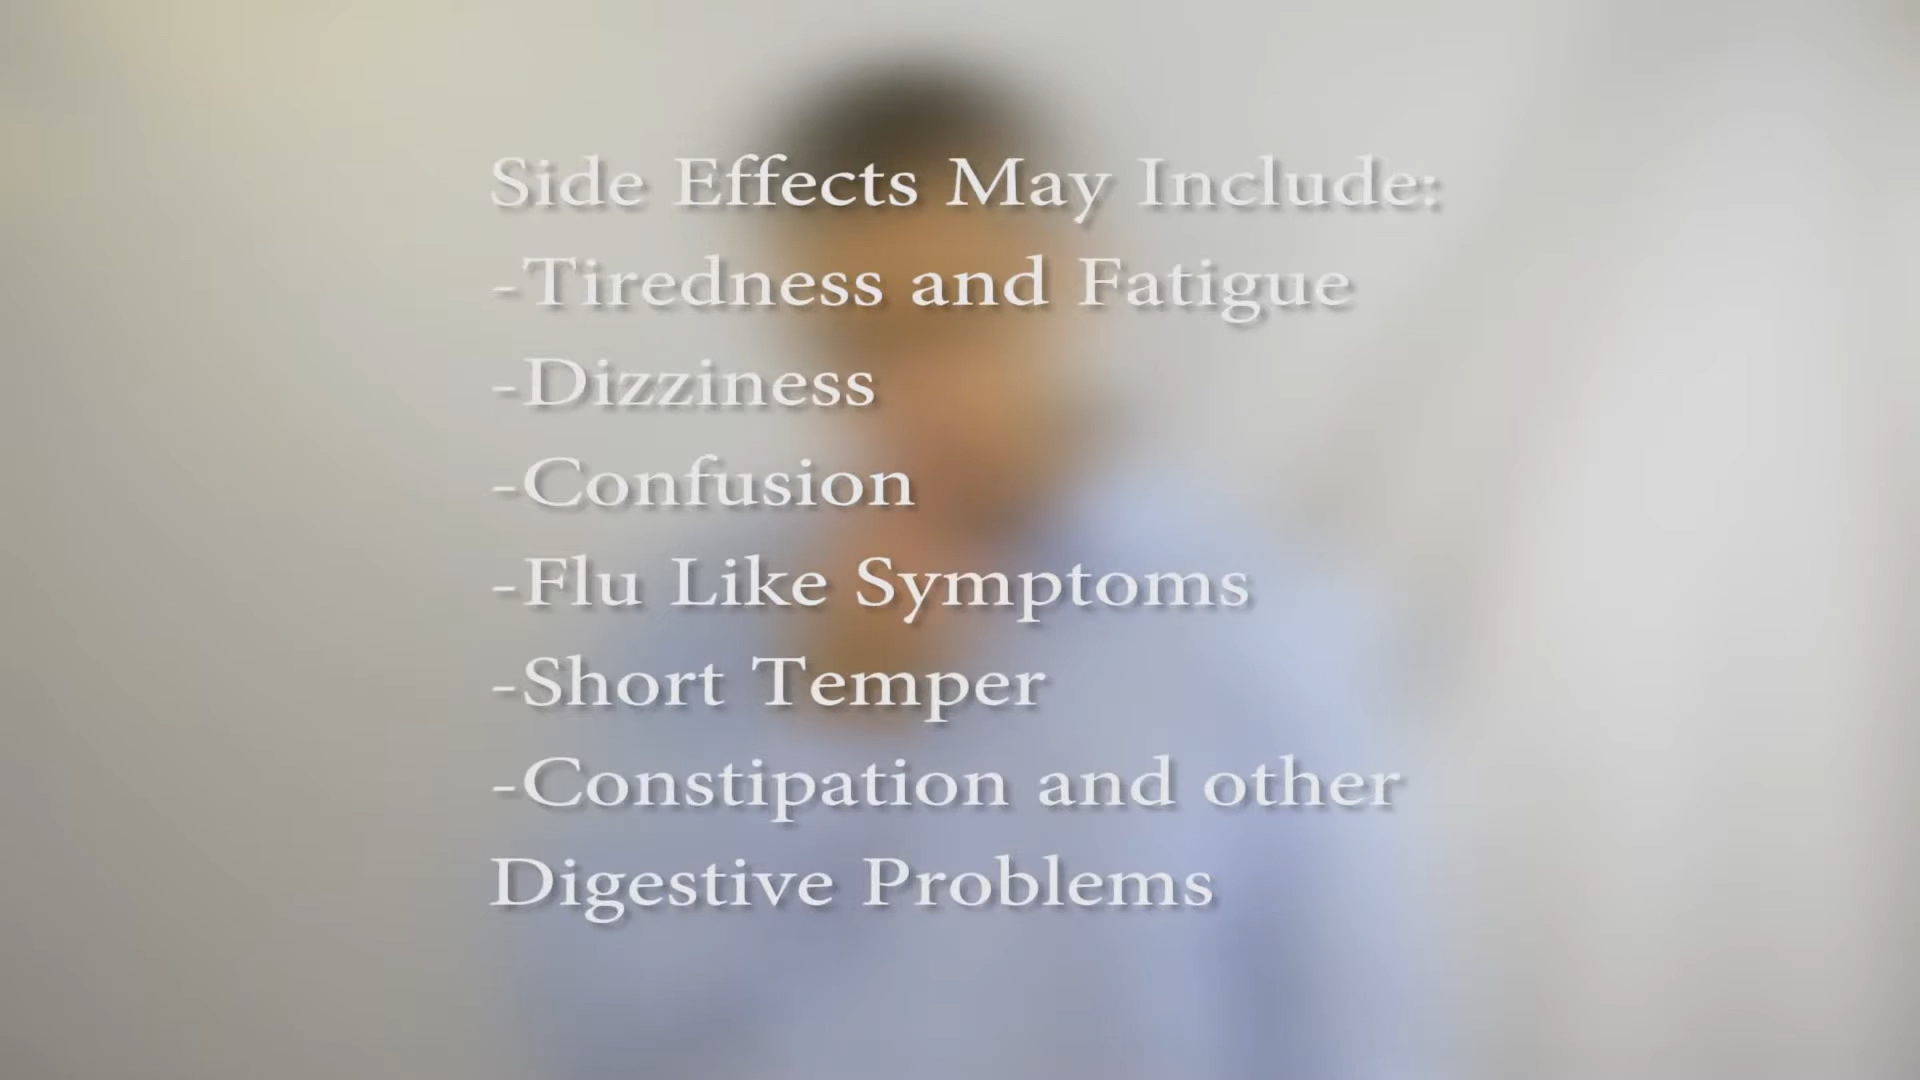 Side Effects May Include:
-Tiredness and Fatigue
-Dizziness
-Confusion
-Flu Like Symptoms
-Short Temper
-Constipation and other
Digestive Problems